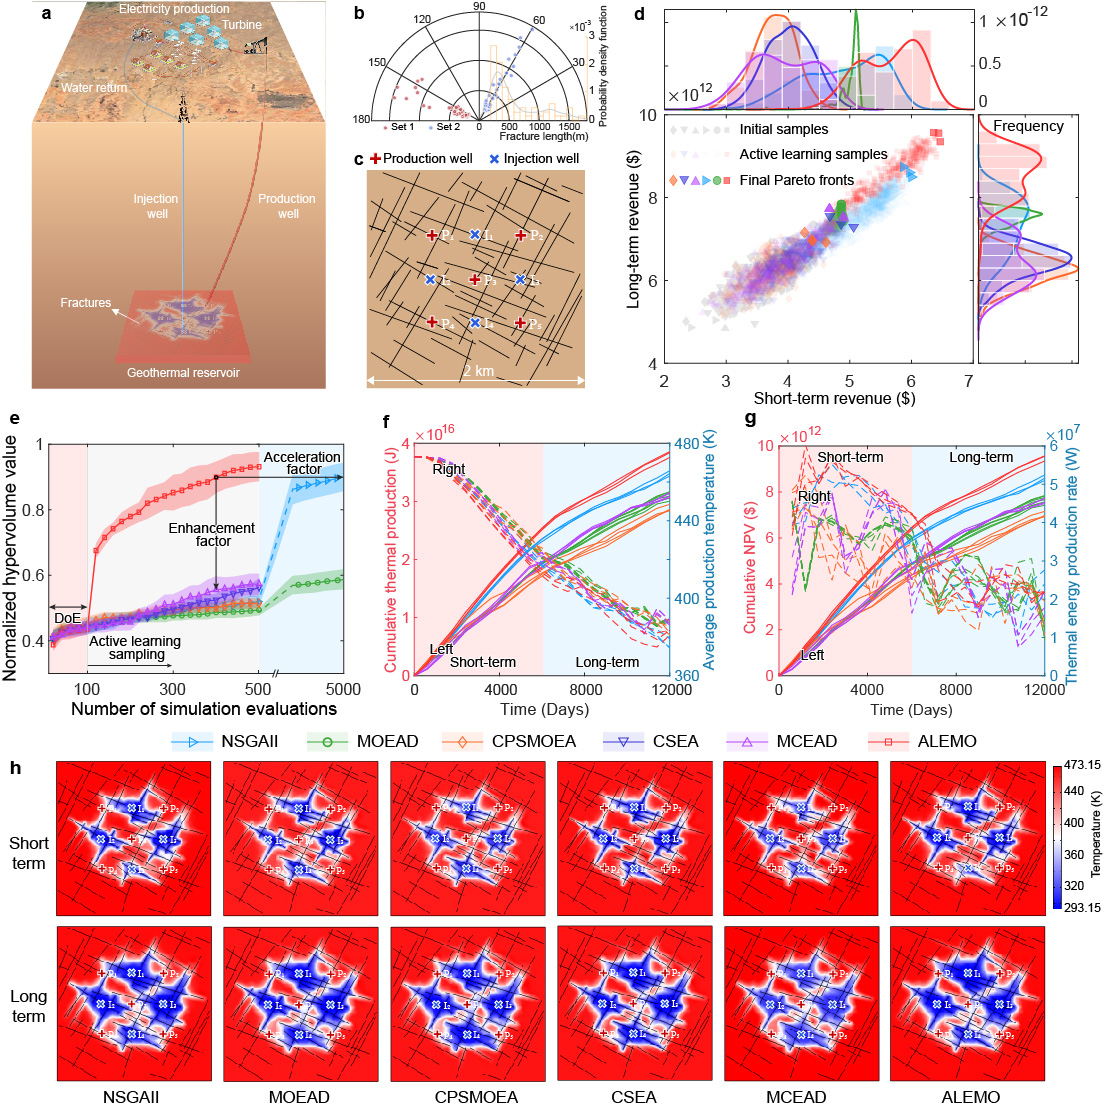 a
Electricity production
Turbine
Water return
Injection
well
Production
well
Fractures
Geothermal reservoir
b
90
120
60
150
30
180
0
×10⁻³
3
2
1
0
Probability density function
Set 1
Set 2
0
500
1000
1500
Fracture length(m)
c
Production well
Injection well
P₁
I₁
P₂
I₂
P₃
I₃
P₄
I₄
P₅
2 km
d
1 ×10⁻¹²
0.5
0
×10¹²
10
8
6
4
Long-term revenue ($)
Initial samples
Active learning samples
Final Pareto fronts
Frequency
2
3
4
5
6
7
Short-term revenue ($)
e
Normalized hypervolume value
1
0.8
0.6
0.4
Acceleration
factor
Enhancement
factor
DoE
Active learning
sampling
100
300
500
5000
Number of simulation evaluations
f
×10¹⁶
4
3
2
1
0
Cumulative thermal production (J)
Right
Left
Short-term
Long-term
480
440
400
360
Average production temperature (K)
0
4000
8000
12000
Time (Days)
g
×10¹²
10
8
6
4
2
0
Cumulative NPV ($)
Short-term
Long-term
Right
Left
×10⁷
6
5
4
3
2
1
0
Thermal energy production rate (W)
0
4000
8000
12000
Time (Days)
NSGAII
MOEAD
CPSMOEA
CSEA
MCEAD
ALEMO
h
Short
term
Long
term
473.15
440
400
360
320
293.15
Temperature (K)
NSGAII
MOEAD
CPSMOEA
CSEA
MCEAD
ALEMO